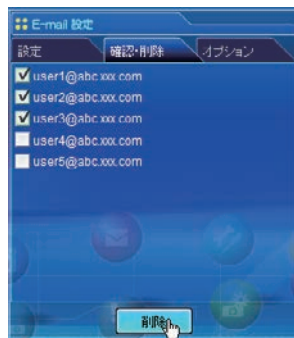 E-mail 設定
設定 確認・削除 オプション
user1@abc.xxx.com
user2@abc.xxx.com
user3@abc.xxx.com
user4@abc.xxx.com
user5@abc.xxx.com
削除